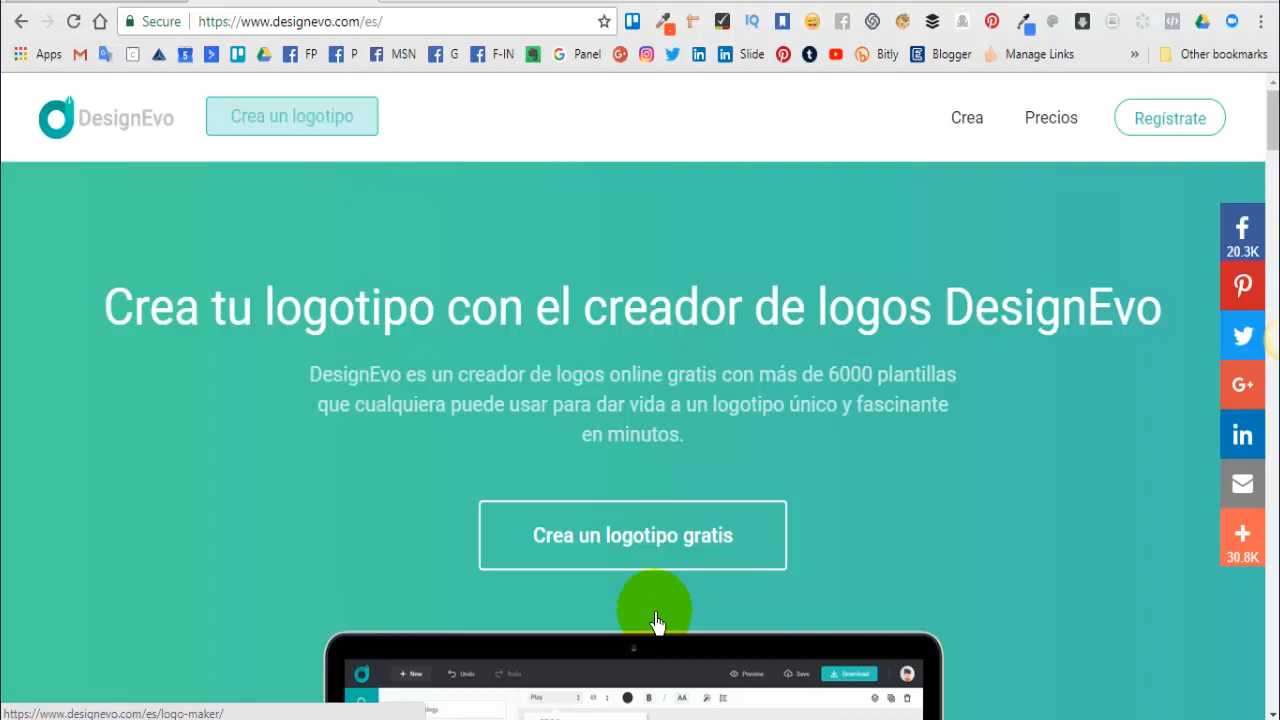 Secure https://www.designevo.com/es/
Apps FP P MSN G F-IN Panel Slide Bitly Blogger Manage Links » Other bookmarks
DesignEvo Crea un logotipo Crea Precios Regístrate
20.3K
Crea tu logotipo con el creador de logos DesignEvo
DesignEvo es un creador de logos online gratis con más de 6000 plantillas
que cualquiera puede usar para dar vida a un logotipo único y fascinante
en minutos.
Crea un logotipo gratis
30.8K
+ New Undo Redo Preview Save Download
Play 48 B I AA
https://www.designevo.com/es/logo-maker/